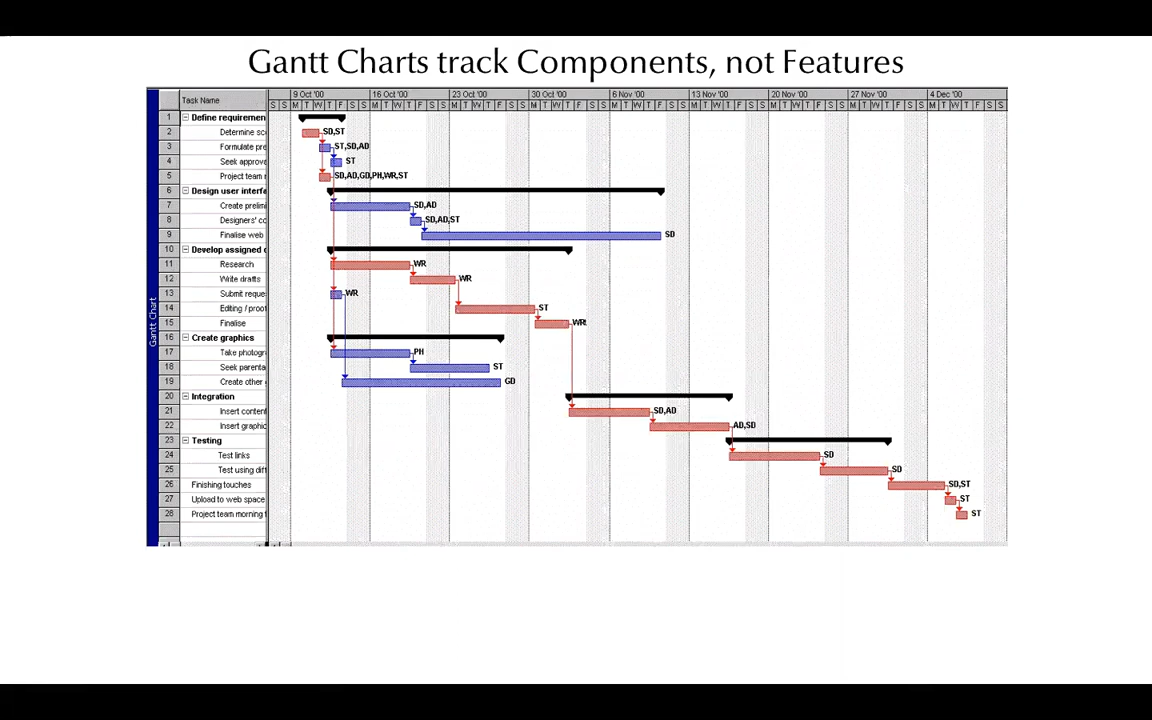 Gantt Charts track Components, not Features
Task Name
9 Oct '00 16 Oct '00 23 Oct '00 30 Oct '00 6 Nov '00 13 Nov '00 20 Nov '00 27 Nov '00 4 Dec '00
S S M T W T F S S M T W T F S S M T W T F S S M T W T F S S M T W T F S S M T W T F S S M T W T F S S M T W T F S S M T W T F S S
1 Define requiremen
2 Determine sc SD,ST
3 Formulate pre ST,SD,AD
4 Seek approva ST
5 Project team r SD,AD,GD,PH,WR,ST
6 Design user interfa
7 Create prelimi SD,AD
8 Designers' co SD,AD,ST
9 Finalise web SD
10 Develop assigned c
11 Research WR
12 Write drafts WR
13 Submit reque WR
14 Editing / proof ST
15 Finalise WR
16 Create graphics
17 Take photogr PH
18 Seek parenta ST
19 Create other GD
20 Integration
21 Insert content SD,AD
22 Insert graphic AD,SD
23 Testing
24 Test links SD
25 Test using diff SD
26 Finishing touches SD,ST
27 Upload to web space ST
28 Project team morning t ST
Gantt Chart